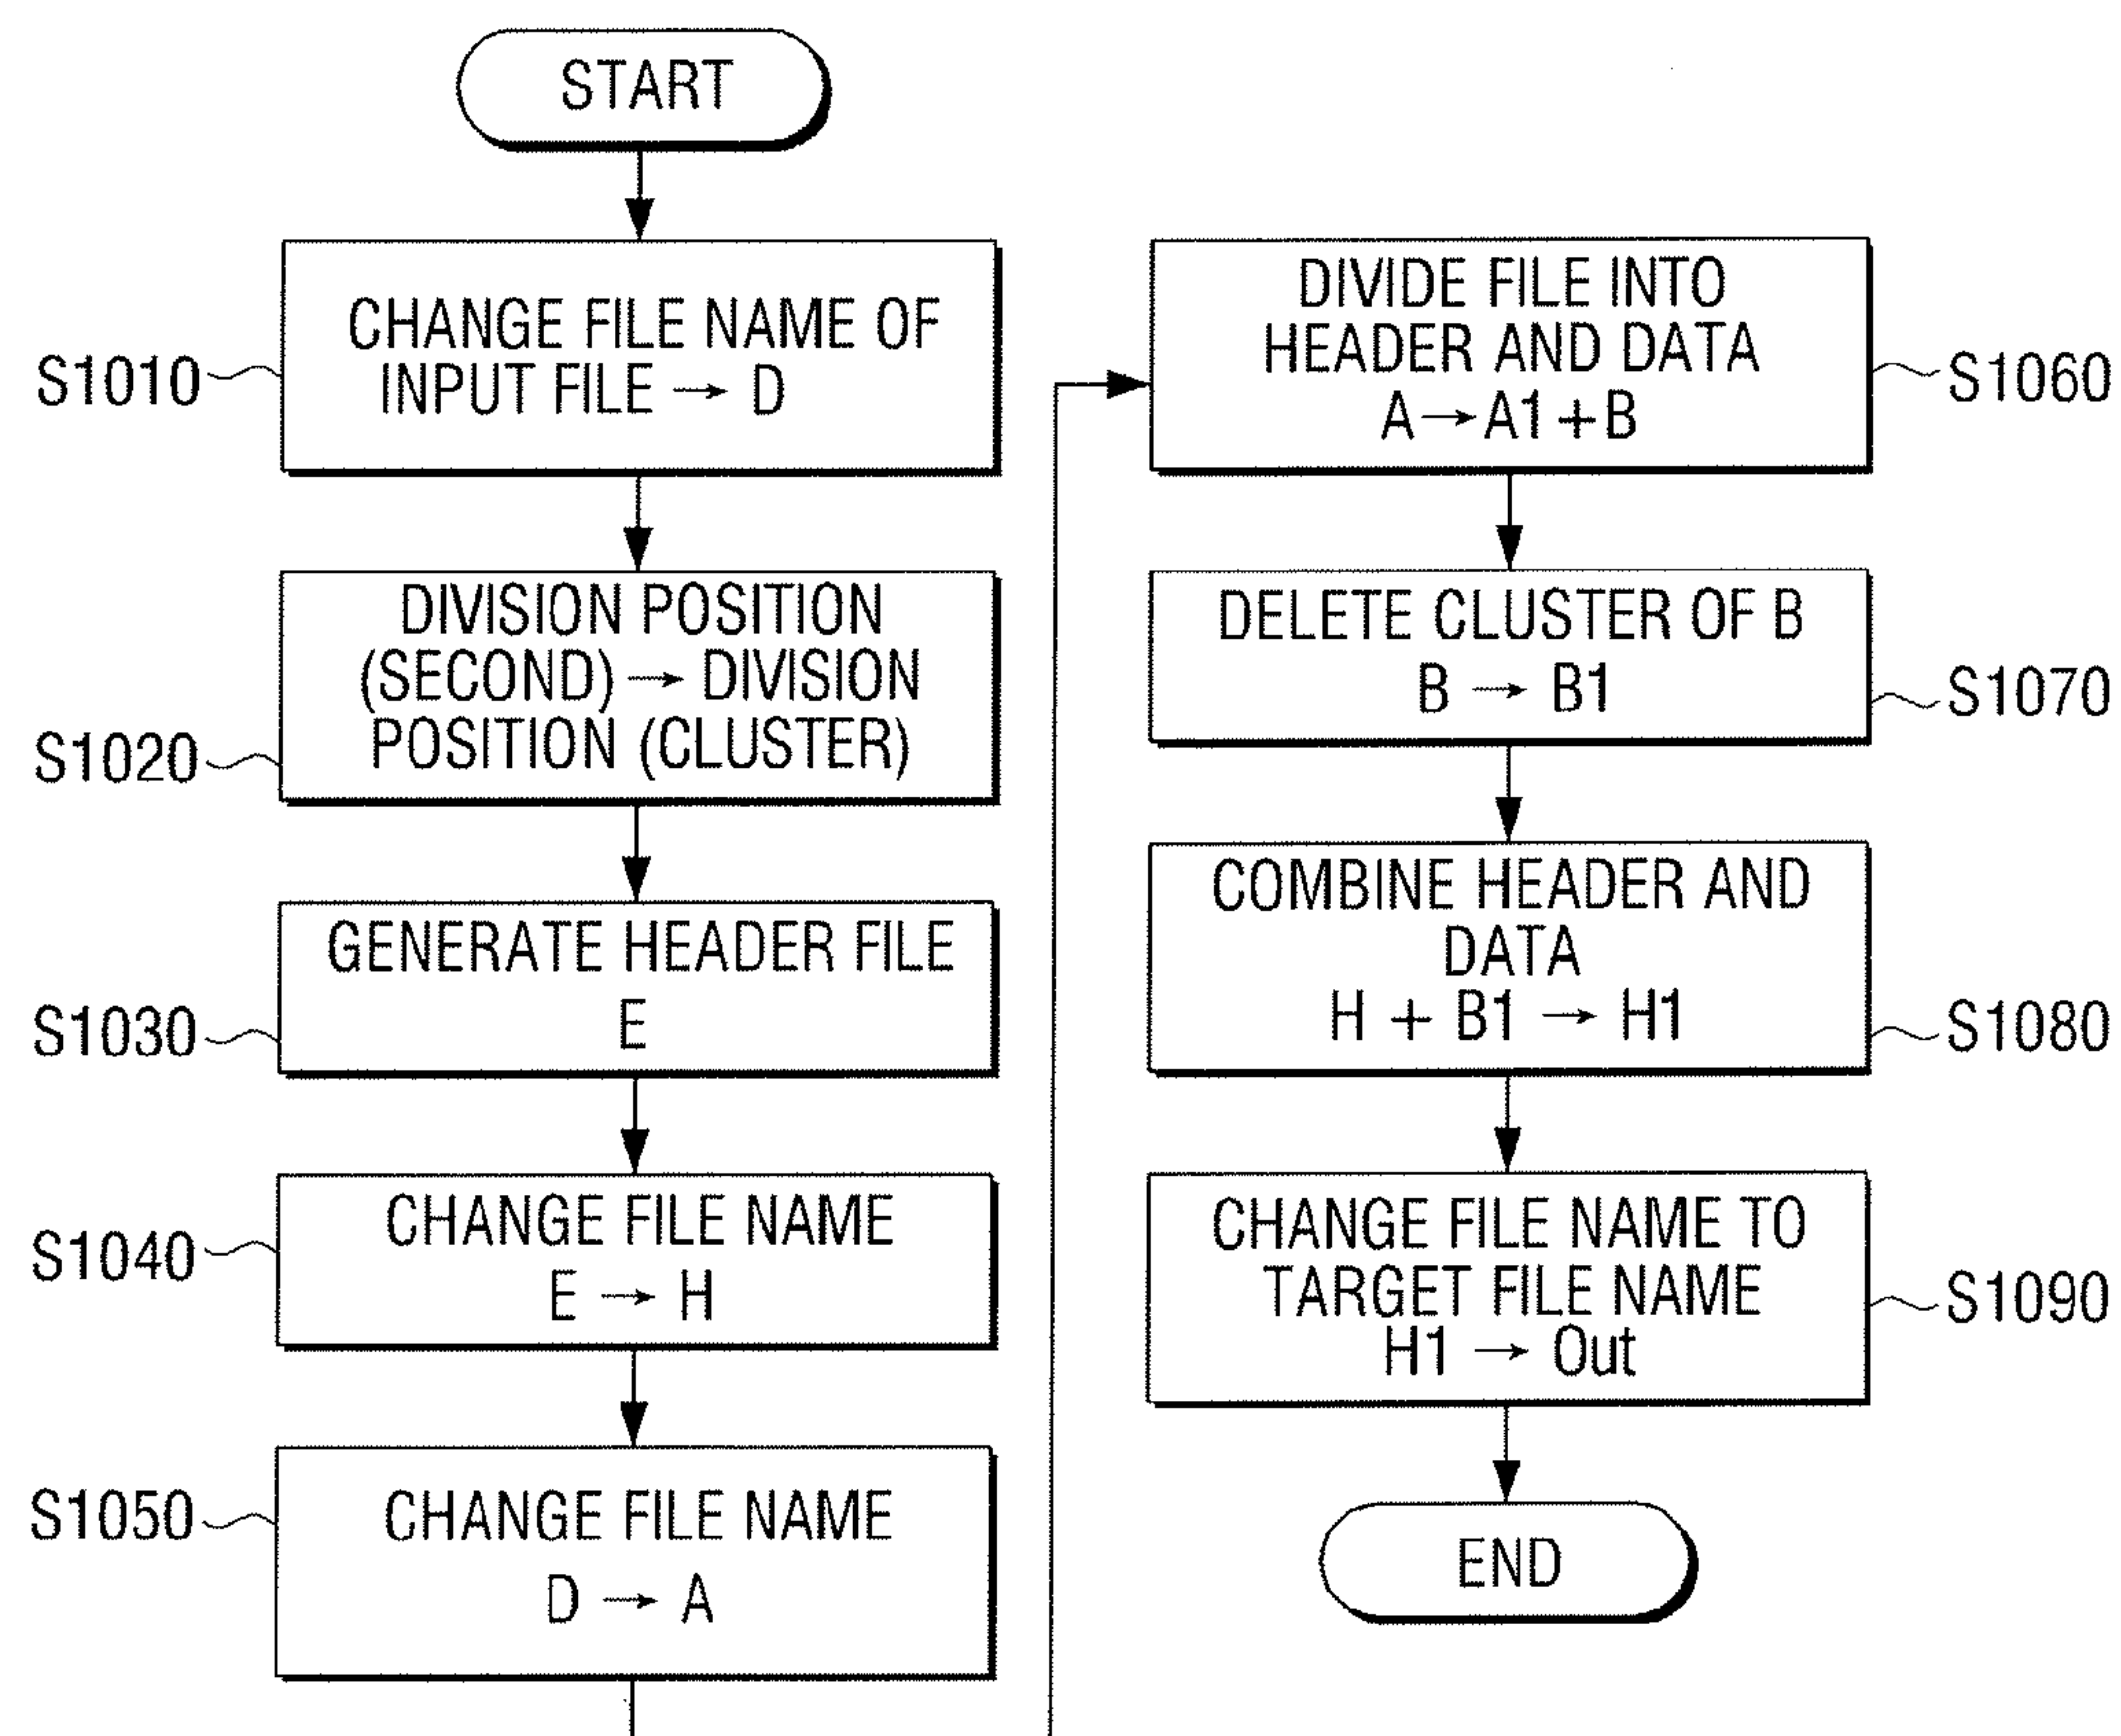 START
CHANGE FILE NAME OF
INPUT FILE → D
S1010
DIVISION POSITION
(SECOND) → DIVISION
POSITION (CLUSTER)
S1020
GENERATE HEADER FILE
E
S1030
CHANGE FILE NAME
E → H
S1040
CHANGE FILE NAME
D → A
S1050
DIVIDE FILE INTO
HEADER AND DATA
A → A1 + B
S1060
DELETE CLUSTER OF B
B → B1
S1070
COMBINE HEADER AND
DATA
H + B1 → H1
S1080
CHANGE FILE NAME TO
TARGET FILE NAME
H1 → Out
S1090
END